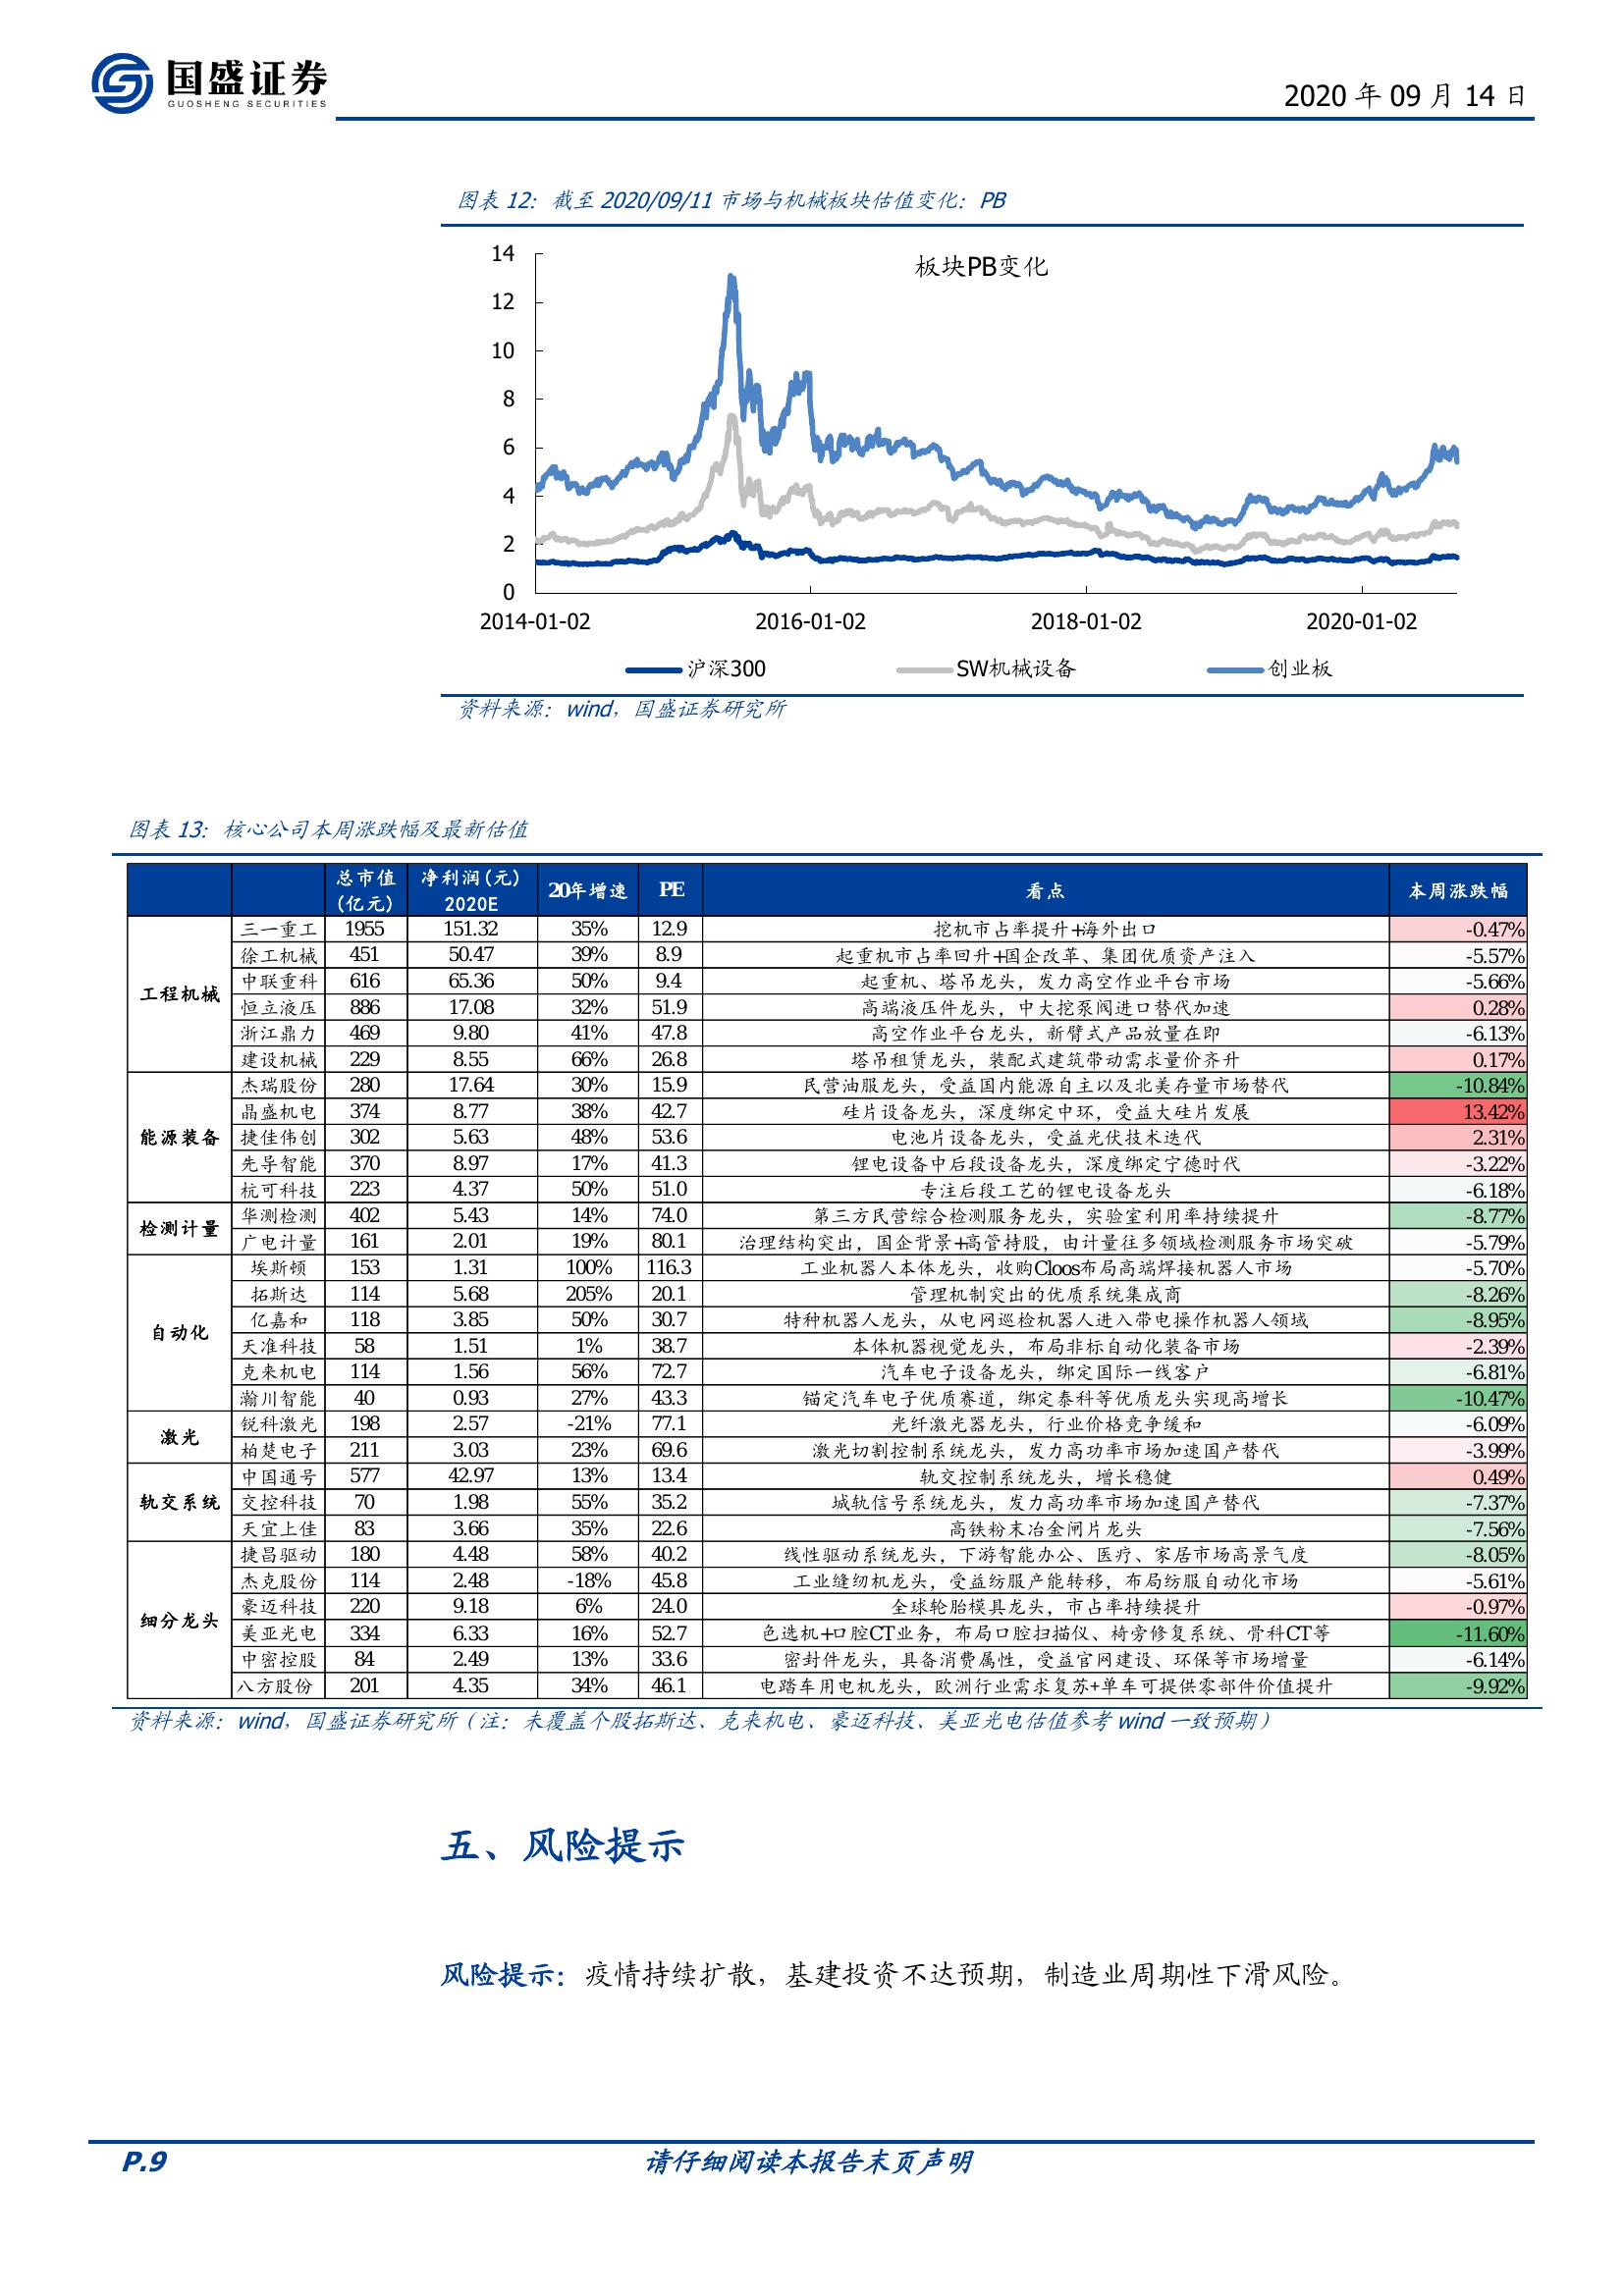 国盛证券
GUOSHENG SECURITIES
2020 年 09 月 14 日
图表 12：截至 2020/09/11 市场与机械板块估值变化：PB
板块PB变化
14
12
10
8
6
4
2
0
2014-01-02 2016-01-02 2018-01-02 2020-01-02
沪深300 SW机械设备 创业板
资料来源：wind，国盛证券研究所
图表 13：核心公司本周涨跌幅及最新估值
总市值(亿元) 净利润(元)2020E 20年增速 PE 看点 本周涨跌幅
工程机械
三一重工 1955 151.32 35% 12.9 挖机市占率提升+海外出口 -0.47%
徐工机械 451 50.47 39% 8.9 起重机市占率回升+国企改革、集团优质资产注入 -5.57%
中联重科 616 65.36 50% 9.4 起重机、塔吊龙头，发力高空作业平台市场 -5.66%
恒立液压 886 17.08 32% 51.9 高端液压件龙头，中大挖泵阀进口替代加速 0.28%
浙江鼎力 469 9.80 41% 47.8 高空作业平台龙头，新臂式产品放量在即 -6.13%
建设机械 229 8.55 66% 26.8 塔吊租赁龙头，装配式建筑带动需求量价齐升 0.17%
能源装备
杰瑞股份 280 17.64 30% 15.9 民营油服龙头，受益国内能源自主以及北美存量市场替代 -10.84%
晶盛机电 374 8.77 38% 42.7 硅片设备龙头，深度绑定中环，受益大硅片发展 13.42%
捷佳伟创 302 5.63 48% 53.6 电池片设备龙头，受益光伏技术迭代 2.31%
先导智能 370 8.97 17% 41.3 锂电设备中后段设备龙头，深度绑定宁德时代 -3.22%
杭可科技 223 4.37 50% 51.0 专注后段工艺的锂电设备龙头 -6.18%
检测计量
华测检测 402 5.43 14% 74.0 第三方民营综合检测服务龙头，实验室利用率持续提升 -8.77%
广电计量 161 2.01 19% 80.1 治理结构突出，国企背景+高管持股，由计量往多领域检测服务市场突破 -5.79%
自动化
埃斯顿 153 1.31 100% 116.3 工业机器人本体龙头，收购Cloos布局高端焊接机器人市场 -5.70%
拓斯达 114 5.68 205% 20.1 管理机制突出的优质系统集成商 -8.26%
亿嘉和 118 3.85 50% 30.7 特种机器人龙头，从电网巡检机器人进入带电操作机器人领域 -8.95%
天准科技 58 1.51 1% 38.7 本体机器视觉龙头，布局非标自动化装备市场 -2.39%
克来机电 114 1.56 56% 72.7 汽车电子设备龙头，绑定国际一线客户 -6.81%
瀚川智能 40 0.93 27% 43.3 锚定汽车电子优质赛道，绑定泰科等优质龙头实现高增长 -10.47%
激光
锐科激光 198 2.57 -21% 77.1 光纤激光器龙头，行业价格竞争缓和 -6.09%
柏楚电子 211 3.03 23% 69.6 激光切割控制系统龙头，发力高功率市场加速国产替代 -3.99%
轨交系统
中国通号 577 42.97 13% 13.4 轨交控制系统龙头，增长稳健 0.49%
交控科技 70 1.98 55% 35.2 城轨信号系统龙头，发力高功率市场加速国产替代 -7.37%
天宜上佳 83 3.66 35% 22.6 高铁粉末冶金闸片龙头 -7.56%
细分龙头
捷昌驱动 180 4.48 58% 40.2 线性驱动系统龙头，下游智能办公、医疗、家居市场高景气度 -8.05%
杰克股份 114 2.48 -18% 45.8 工业缝纫机龙头，受益纺服产能转移，布局纺服自动化市场 -5.61%
豪迈科技 220 9.18 6% 24.0 全球轮胎模具龙头，市占率持续提升 -0.97%
美亚光电 334 6.33 16% 52.7 色选机+口腔CT业务，布局口腔扫描仪、椅旁修复系统、骨科CT等 -11.60%
中密控股 84 2.49 13% 33.6 密封件龙头，具备消费属性，受益官网建设、环保等市场增量 -6.14%
八方股份 201 4.35 34% 46.1 电踏车用电机龙头，欧洲行业需求复苏+单车可提供零部件价值提升 -9.92%
资料来源：wind，国盛证券研究所（注：未覆盖个股拓斯达、克来机电、豪迈科技、美亚光电估值参考 wind 一致预期）
五、风险提示
风险提示：疫情持续扩散，基建投资不达预期，制造业周期性下滑风险。
P.9 请仔细阅读本报告末页声明